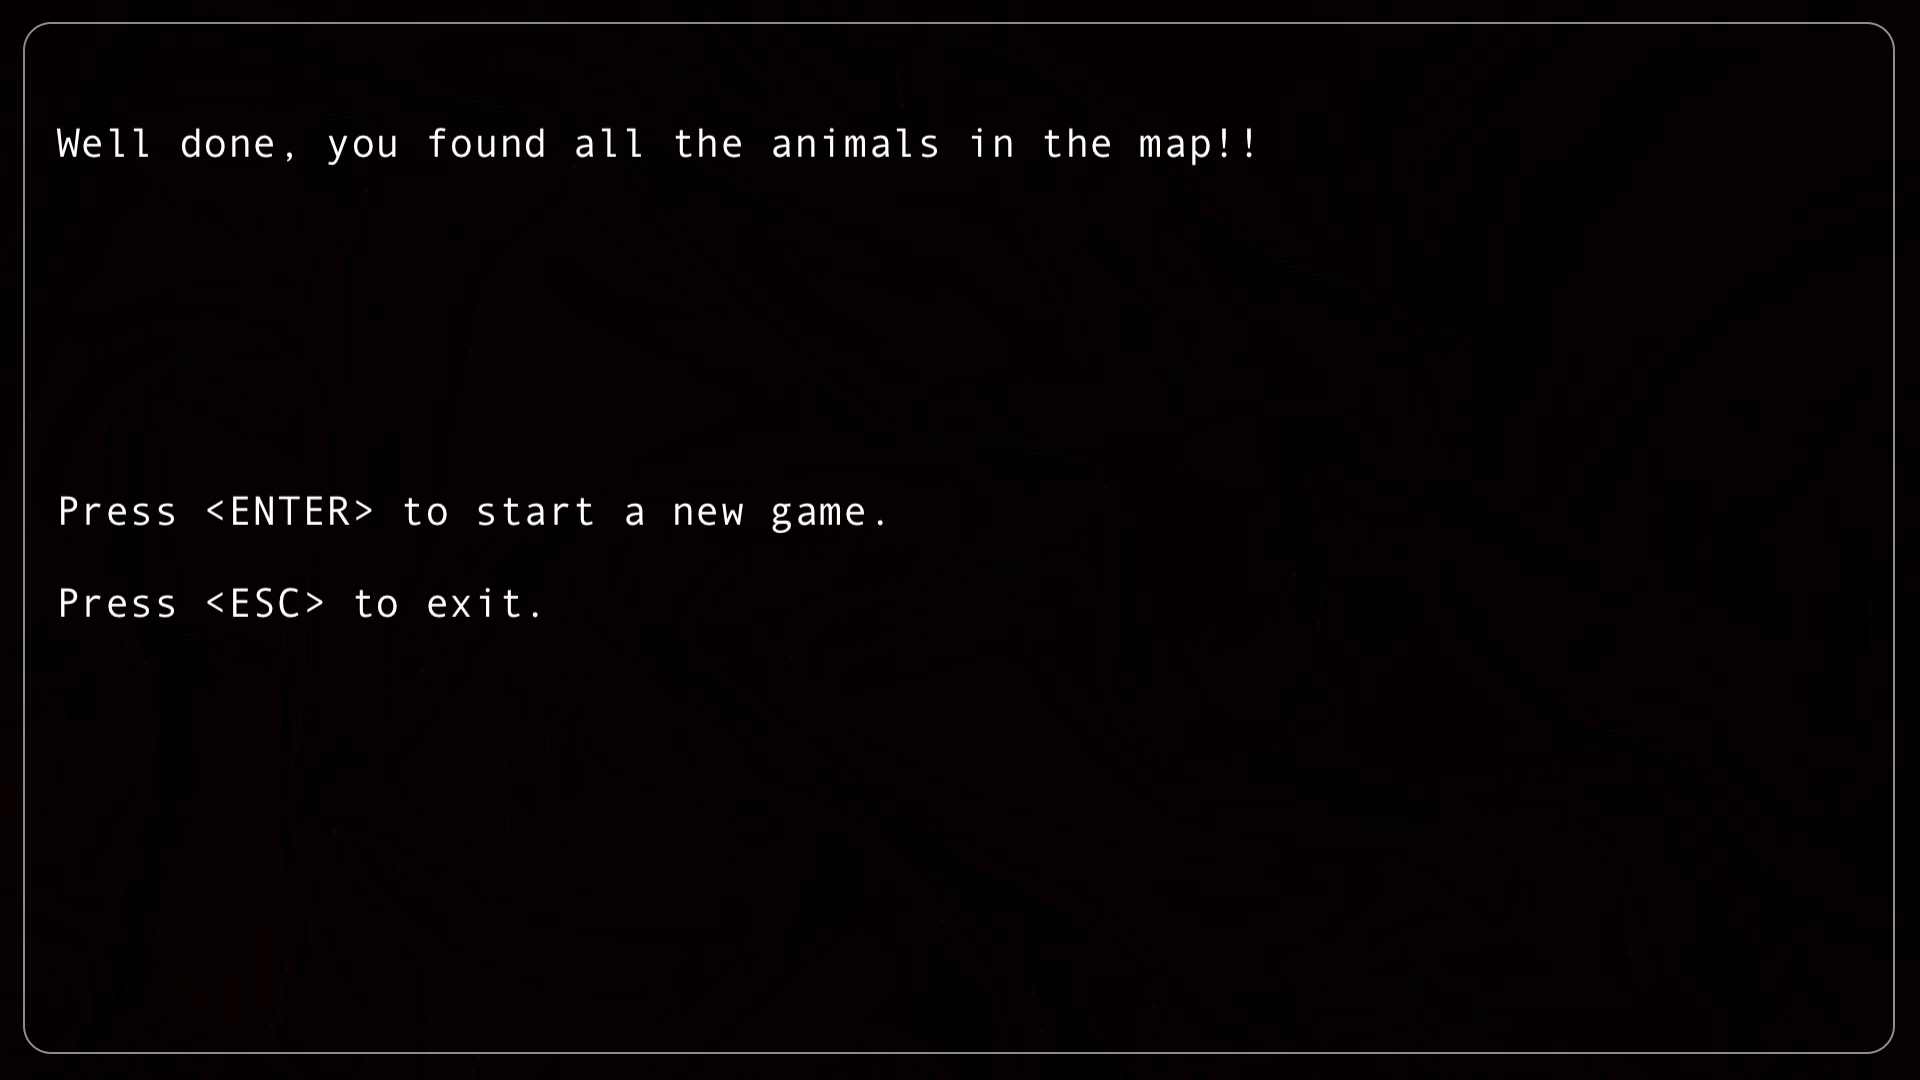 Well done, you found all the animals in the map!!
Press <ENTER> to start a new game.
Press <ESC> to exit.